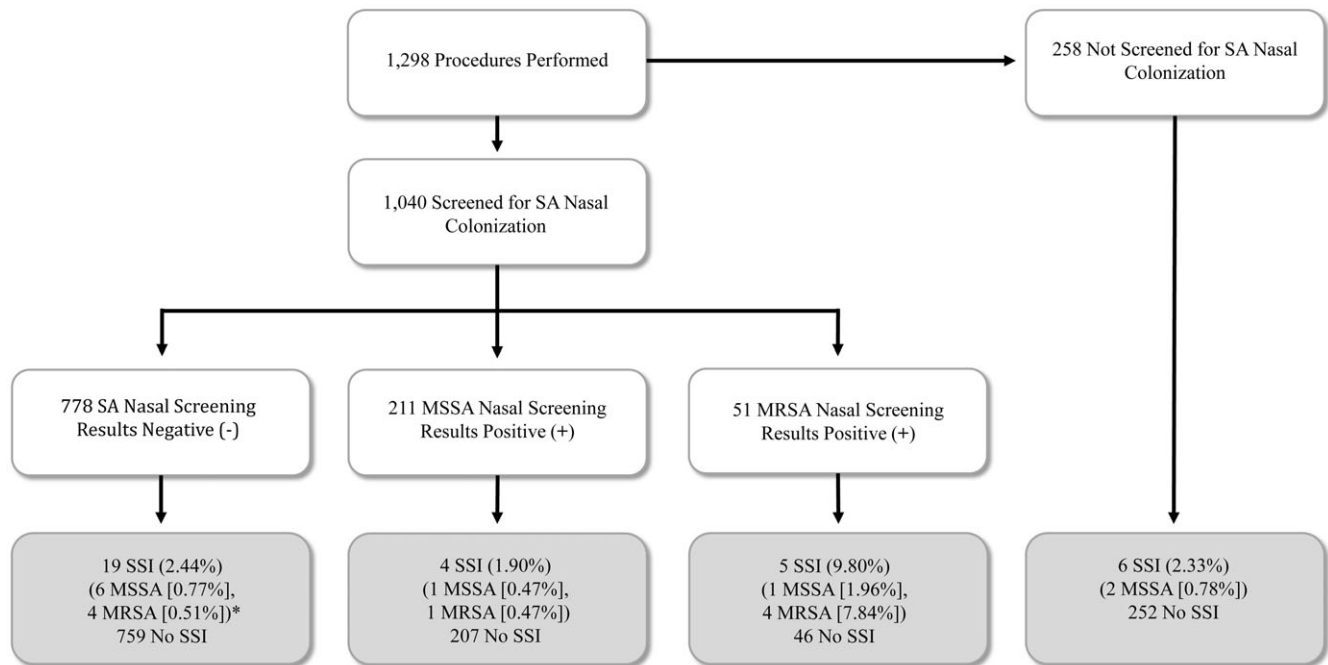 1,298 Procedures Performed
258 Not Screened for SA Nasal
Colonization
1,040 Screened for SA Nasal
Colonization
778 SA Nasal Screening
Results Negative (-)
211 MSSA Nasal Screening
Results Positive (+)
51 MRSA Nasal Screening
Results Positive (+)
19 SSI (2.44%)
(6 MSSA [0.77%],
4 MRSA [0.51%])*
759 No SSI
4 SSI (1.90%)
(1 MSSA [0.47%],
1 MRSA [0.47%])
207 No SSI
5 SSI (9.80%)
(1 MSSA [1.96%],
4 MRSA [7.84%])
46 No SSI
6 SSI (2.33%)
(2 MSSA [0.78%])
252 No SSI